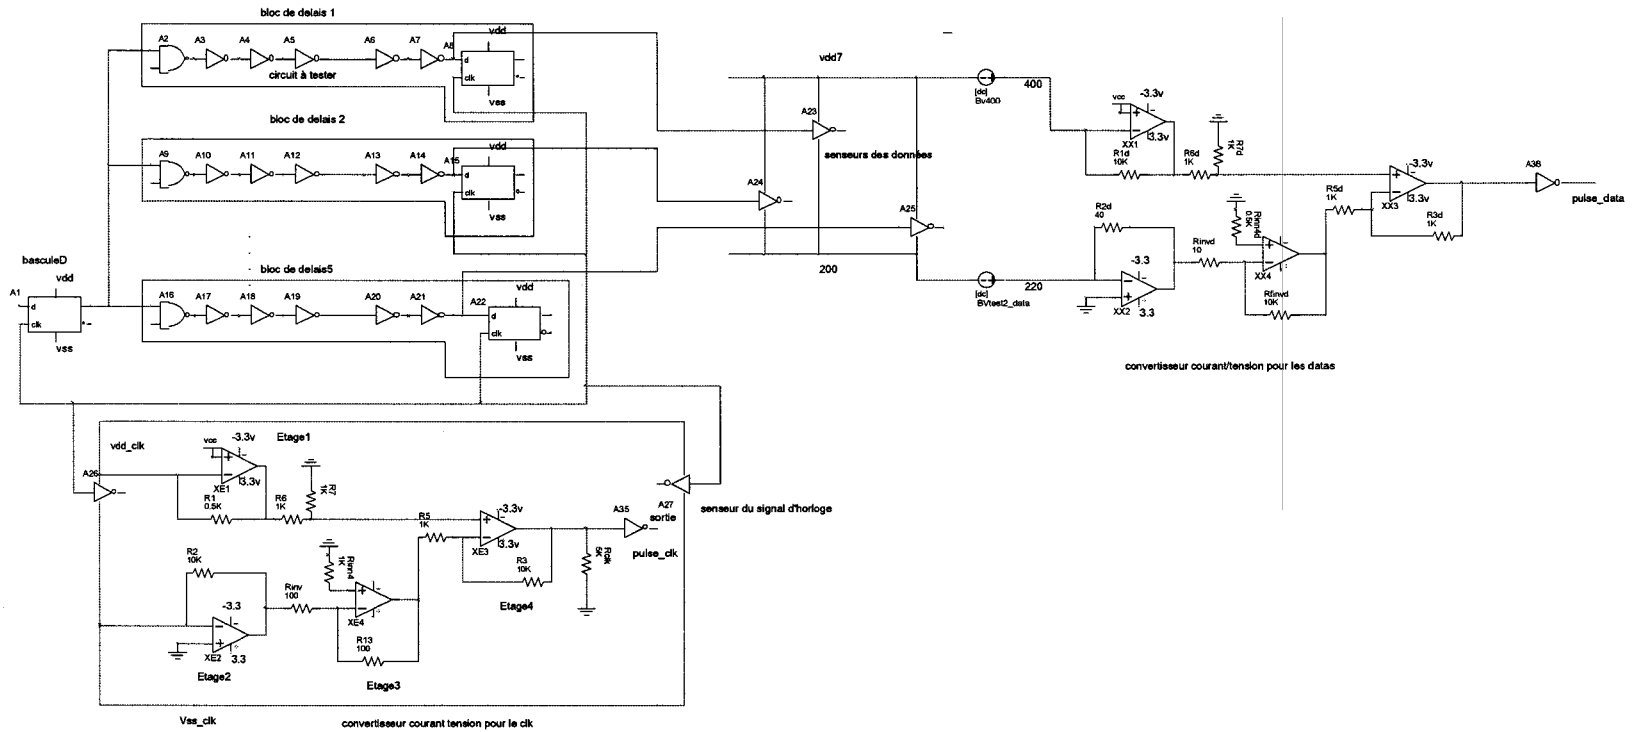 bloc de delais 1
A2
A3
A4
A5
A6
A7
A8
vdd
d
clk
vss
circuit à tester
bloc de delais 2
A9
A10
A11
A12
A13
A14
A15
vdd
d
clk
vss
bloc de delais5
A16
A17
A18
A19
A20
A21
A22
vdd
d
clk
vss
basculeD
vdd
A1
d
clk
vss
vdd7
A23
senseurs des données
A24
A25
200
[dc]
Bv400
400
[dc]
BVtest2_data
220
vcc
-3.3v
3.3v
XX1
R1d
10K
R6d
1K
R7d
1K
R2d
40
-3.3
XX2
3.3
Rinvd
10
0.5K
XX4
Rfinvd
10K
R5d
1K
-3.3v
3.3v
XX3
R3d
1K
A38
pulse_data
convertisseur courant/tension pour les datas
vdd_clk
A26
vcc
-3.3v
3.3v
XE1
Etage1
R1
0.5K
R6
1K
R7
1K
R2
10K
-3.3
XE2
3.3
Etage2
Rinv
100
Rinn4
1K
XE4
R13
100
Etage3
R5
1K
-3.3v
3.3v
XE3
R3
10K
Etage4
A35
sortie
pulse_clk
Rclk
5K
A27
senseur du signal d'horloge
Vss_clk
convertisseur courant tension pour le clk